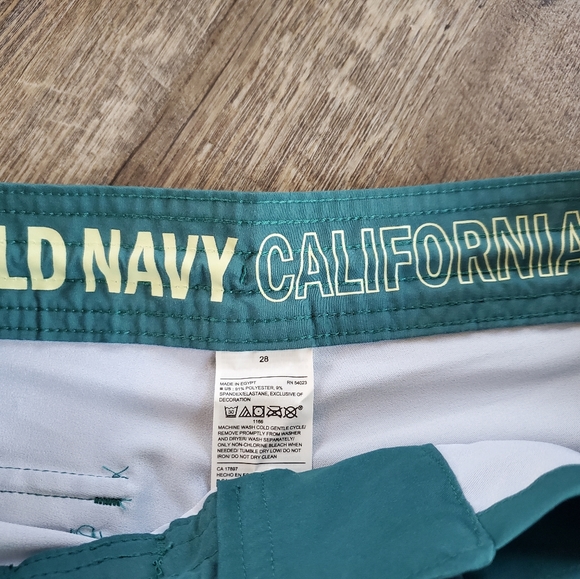 LD NAVY CALIFORNIA
28
MADE IN EGYPT RN 54023
91% POLYESTER, 9%
SPANDEX/ELASTANE, EXCLUSIVE OF
DECORATION
30
1166
MACHINE WASH COLD GENTLE CYCLE/
REMOVE PROMPTLY FROM WASHER
AND DRYER/ WASH SEPARATELY/
ONLY NON-CHLORINE BLEACH WHEN
NEEDED/ TUMBLE DRY LOW/ DO NOT
IRON/ DO NOT DRY CLEAN
CA 17897
HECHO EN